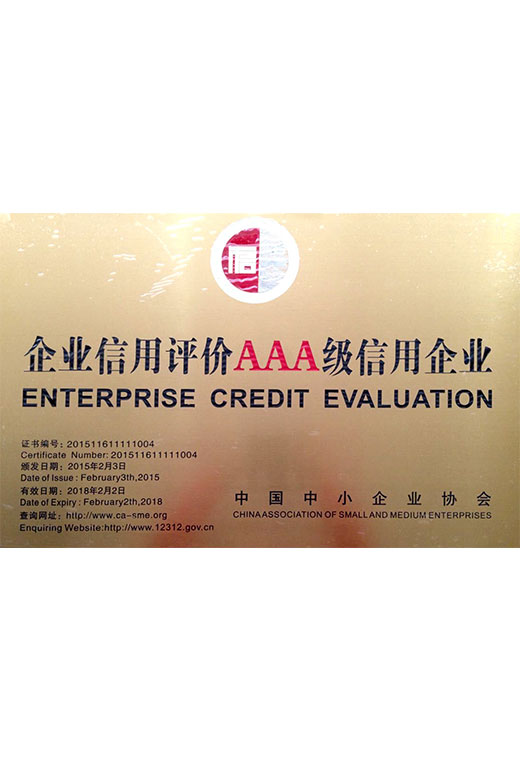 信
企业信用评价AAA级信用企业
ENTERPRISE CREDIT EVALUATION
证书编号：201511611111004
Certificate Number: 201511611111004
颁发日期：2015年2月3日
Date of Issue : February3th,2015
有效日期：2018年2月2日
Date of Expiry : February2th,2018
查询网址：http://www.ca-sme.org
Enquiring Website:http://www.12312.gov.cn
中国中小企业协会
CHINA ASSOCIATION OF SMALL AND MEDIUM ENTERPRISES